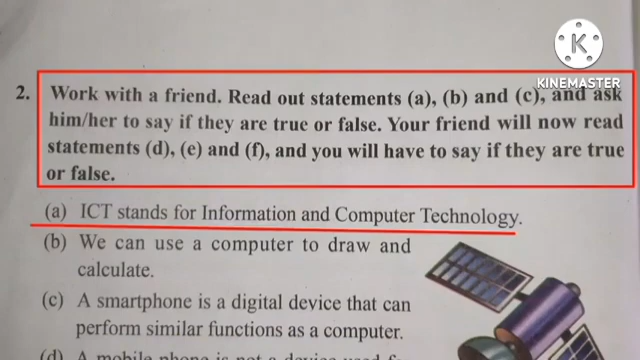 K
KINEMASTER
2. Work with a friend. Read out statements (a), (b) and (c), and ask
him/her to say if they are true or false. Your friend will now read
statements (d), (e) and (f), and you will have to say if they are true
or false.
(a) ICT stands for Information and Computer Technology.
(b) We can use a computer to draw and
calculate.
(c) A smartphone is a digital device that can
perform similar functions as a computer.
(d) A mobile phone is not a device used